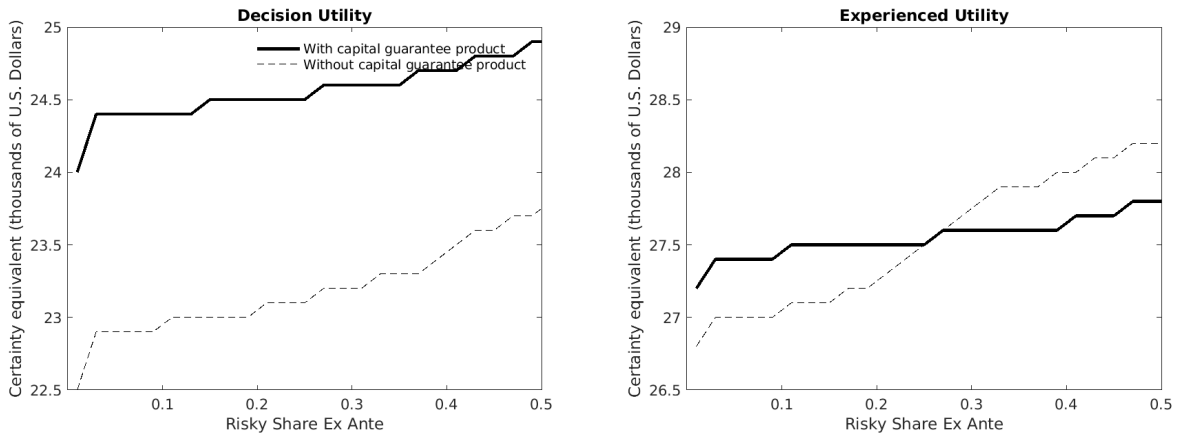 Decision Utility
Certainty equivalent (thousands of U.S. Dollars)
25
24.5
24
23.5
23
22.5
With capital guarantee product
Without capital guarantee product
0.1
0.2
0.3
0.4
0.5
Risky Share Ex Ante
Experienced Utility
Certainty equivalent (thousands of U.S. Dollars)
29
28.5
28
27.5
27
26.5
0.1
0.2
0.3
0.4
0.5
Risky Share Ex Ante